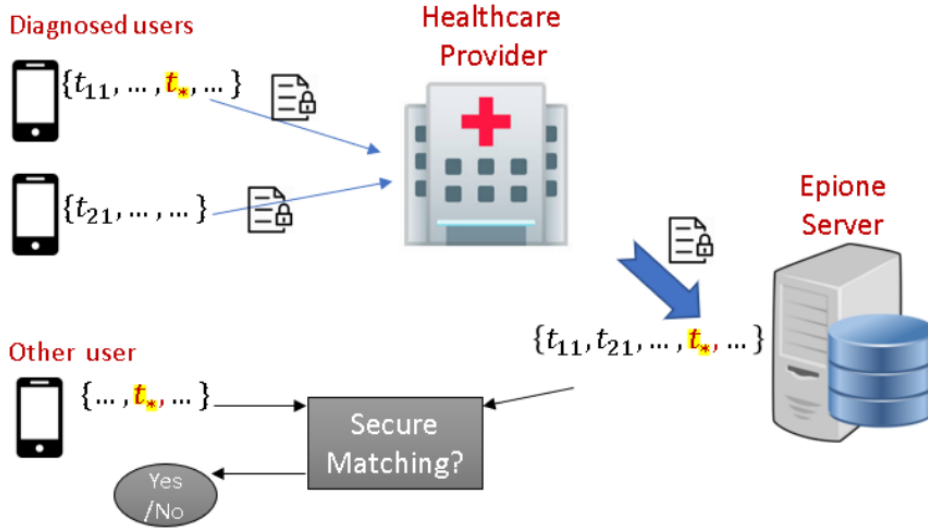 Diagnosed users
Healthcare
Provider
{t₁₁, ... , t*, ... }
{t₂₁, ... , ... }
Epione
Server
{t₁₁, t₂₁, ... , t*, ... }
Other user
{... , t*, ... }
Secure
Matching?
Yes
/No